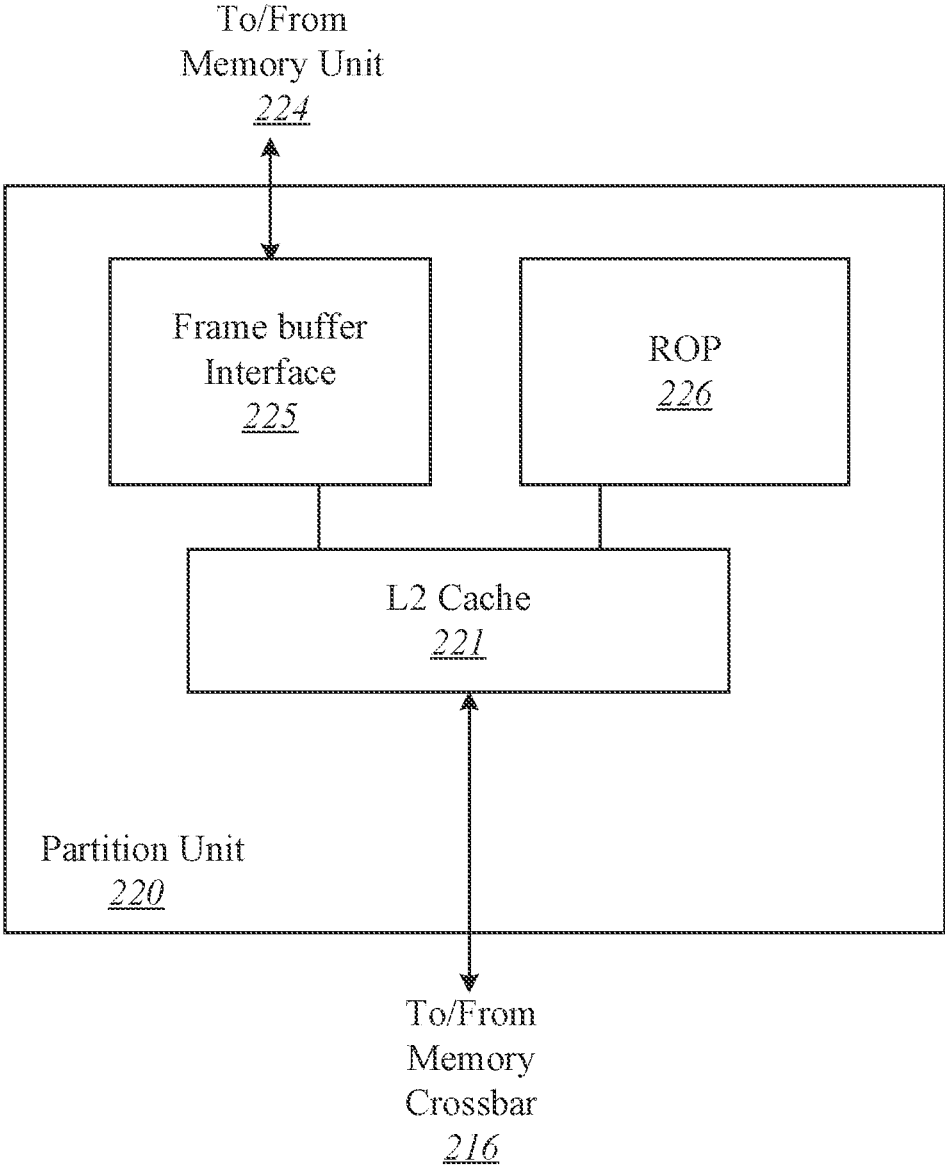 To/From
Memory Unit
224
Frame buffer
Interface
225
ROP
226
L2 Cache
221
Partition Unit
220
To/From
Memory
Crossbar
216